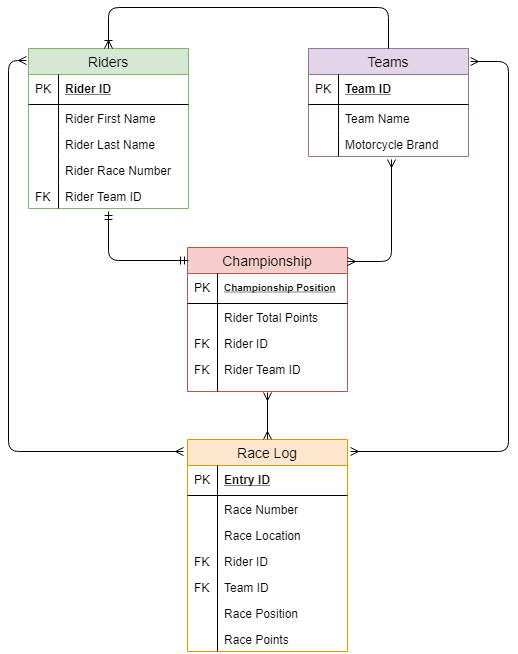 Riders
PK Rider ID
Rider First Name
Rider Last Name
Rider Race Number
FK Rider Team ID
Teams
PK Team ID
Team Name
Motorcycle Brand
Championship
PK Championship Position
Rider Total Points
FK Rider ID
FK Rider Team ID
Race Log
PK Entry ID
Race Number
Race Location
FK Rider ID
FK Team ID
Race Position
Race Points